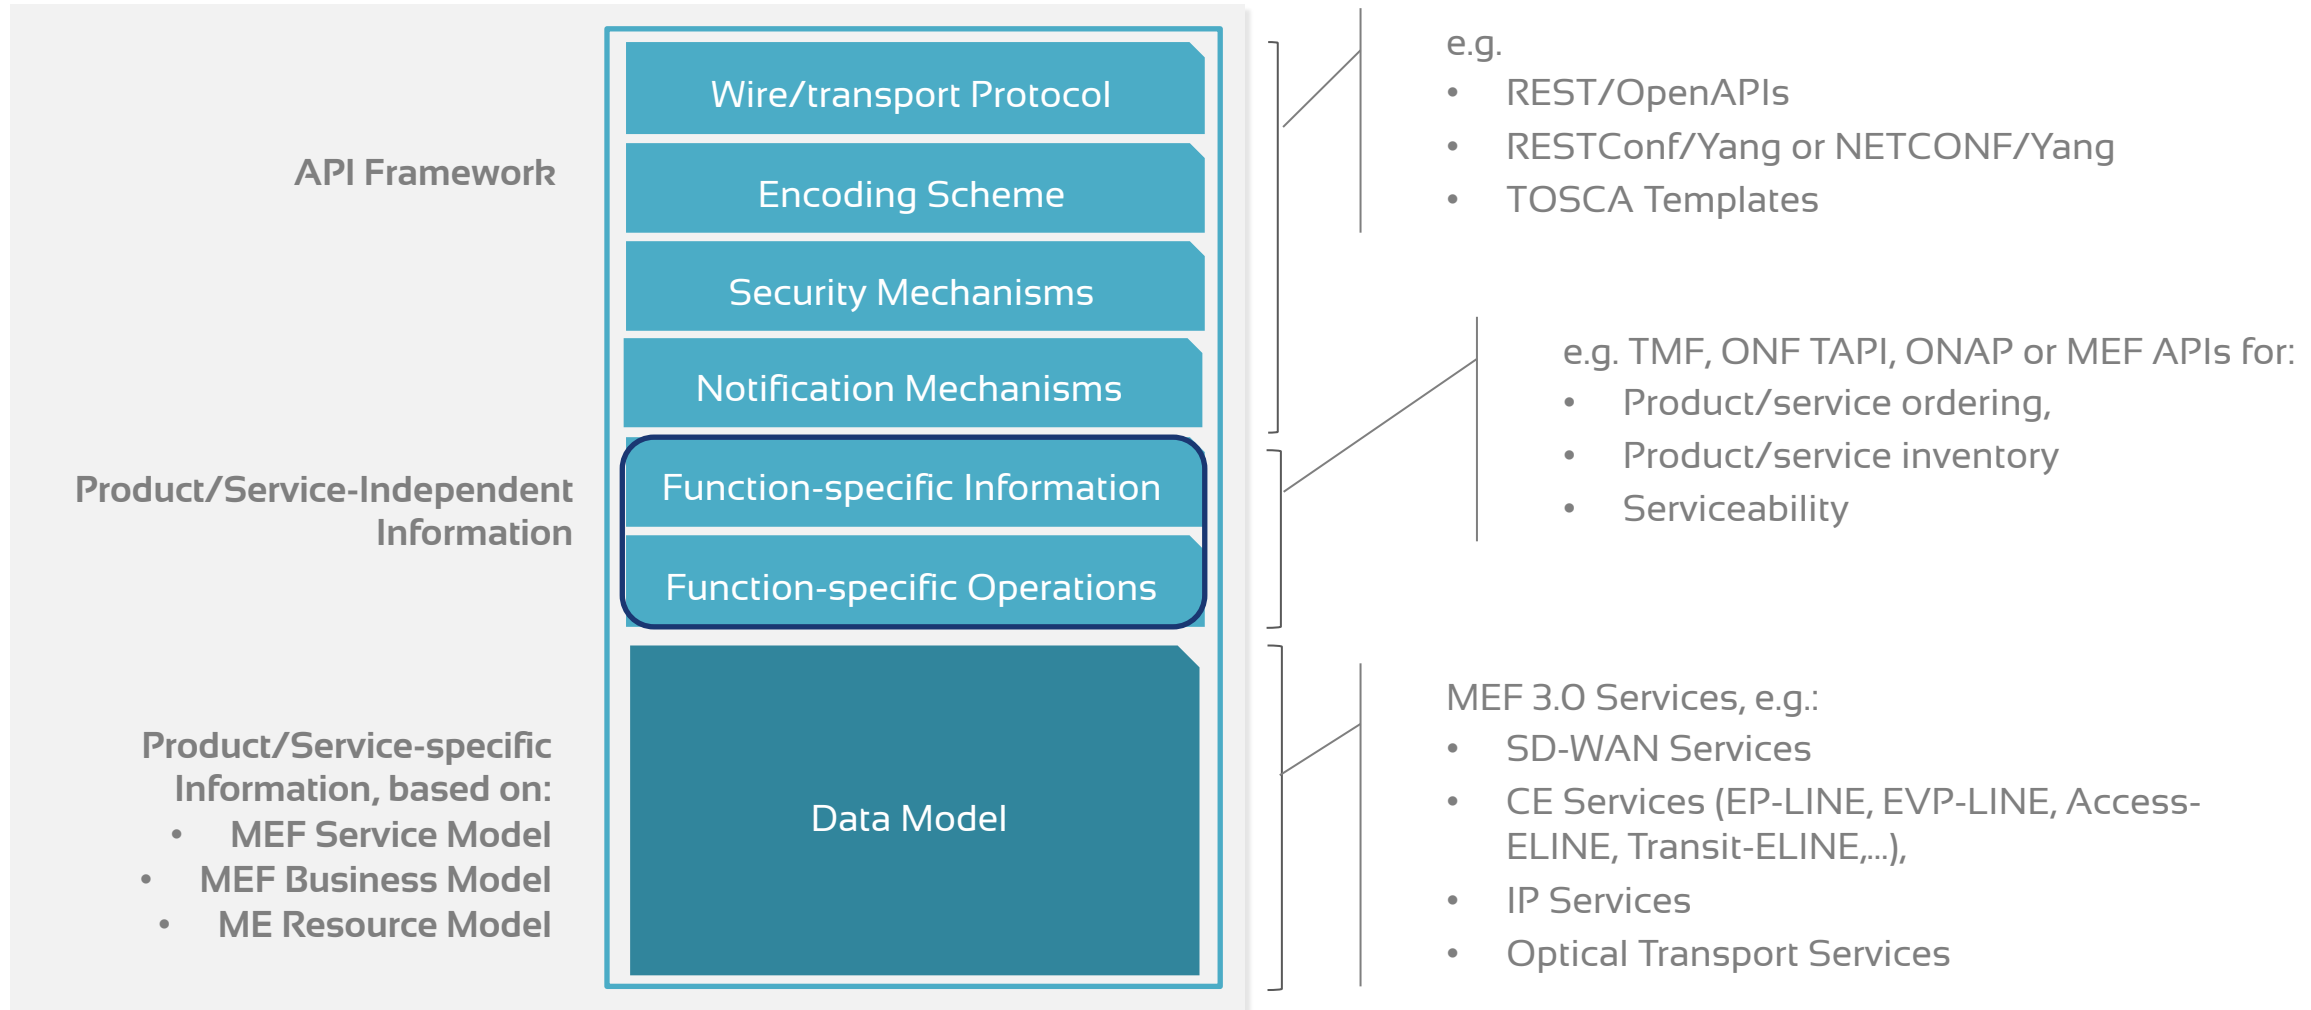 API Framework
Product/Service-Independent
Information
Product/Service-specific
Information, based on:
• MEF Service Model
• MEF Business Model
• ME Resource Model
Wire/transport Protocol
Encoding Scheme
Security Mechanisms
Notification Mechanisms
Function-specific Information
Function-specific Operations
Data Model
e.g.
• REST/OpenAPIs
• RESTConf/Yang or NETCONF/Yang
• TOSCA Templates
e.g. TMF, ONF TAPI, ONAP or MEF APIs for:
• Product/service ordering,
• Product/service inventory
• Serviceability
MEF 3.0 Services, e.g.:
• SD-WAN Services
• CE Services (EP-LINE, EVP-LINE, Access-
ELINE, Transit-ELINE,...),
• IP Services
• Optical Transport Services